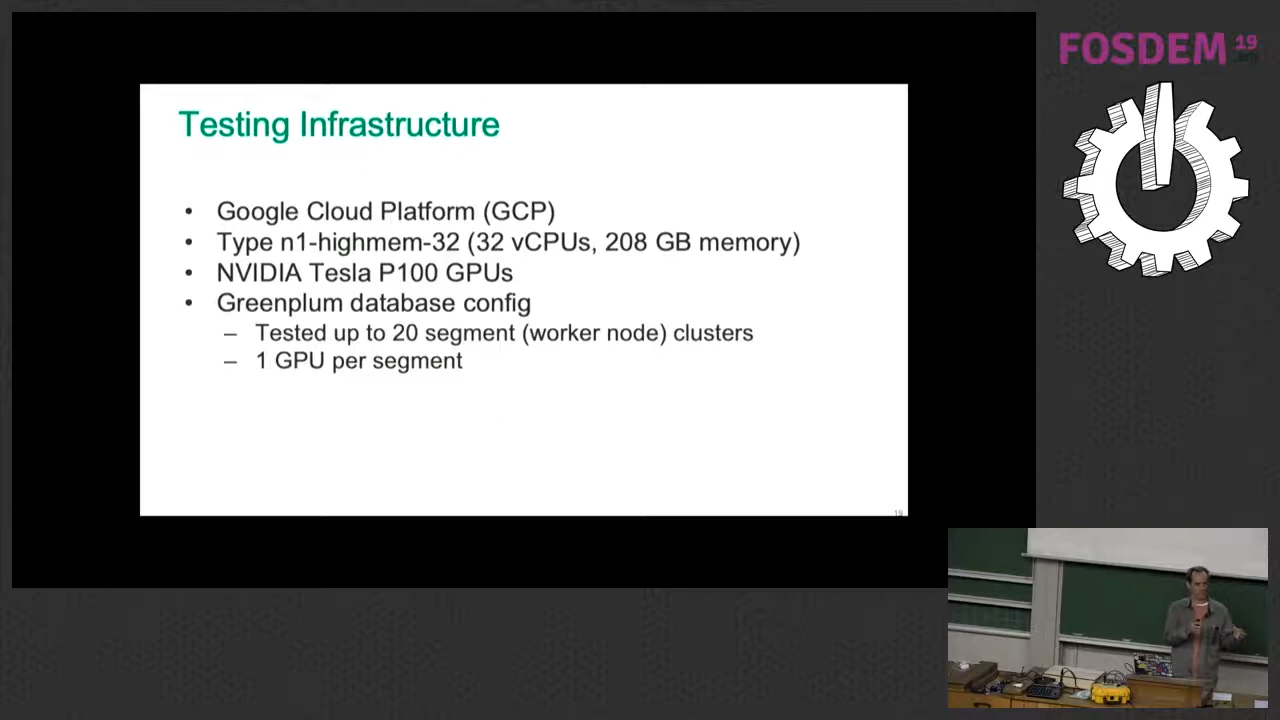 Testing Infrastructure
• Google Cloud Platform (GCP)
• Type n1-highmem-32 (32 vCPUs, 208 GB memory)
• NVIDIA Tesla P100 GPUs
• Greenplum database config
– Tested up to 20 segment (worker node) clusters
– 1 GPU per segment
19
FOSDEM 19